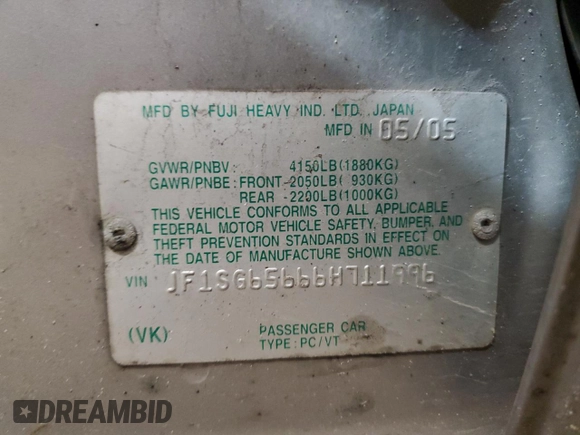 MFD BY FUJI HEAVY IND. LTD. JAPAN
MFD IN 05/05
GVWR/PNBV: 4150LB(1880KG)
GAWR/PNBE: FRONT 2050LB( 930KG)
REAR 2200LB(1000KG)
THIS VEHICLE CONFORMS TO ALL APPLICABLE
FEDERAL MOTOR VEHICLE SAFETY, BUMPER, AND
THEFT PREVENTION STANDARDS IN EFFECT ON
THE DATE OF MANUFACTURE SHOWN ABOVE.
VIN JF1SG65666H711996
(VK) PASSENGER CAR
TYPE: PC/VT
DREAMBID